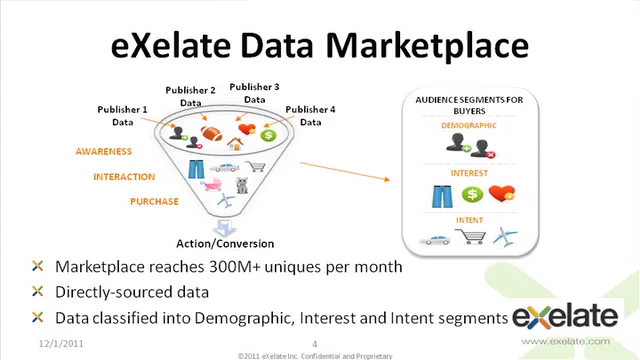 eXelate Data Marketplace
Publisher 1
Data
Publisher 2
Data
Publisher 3
Data
Publisher 4
Data
AWARENESS
INTERACTION
PURCHASE
Action/Conversion
AUDIENCE SEGMENTS FOR
BUYERS
DEMOGRAPHIC
INTEREST
INTENT
Marketplace reaches 300M+ uniques per month
Directly-sourced data
Data classified into Demographic, Interest and Intent segments
eXelate
www.exelate.com
12/1/2011
4
©2011 eXelate Inc. Confidential and Proprietary